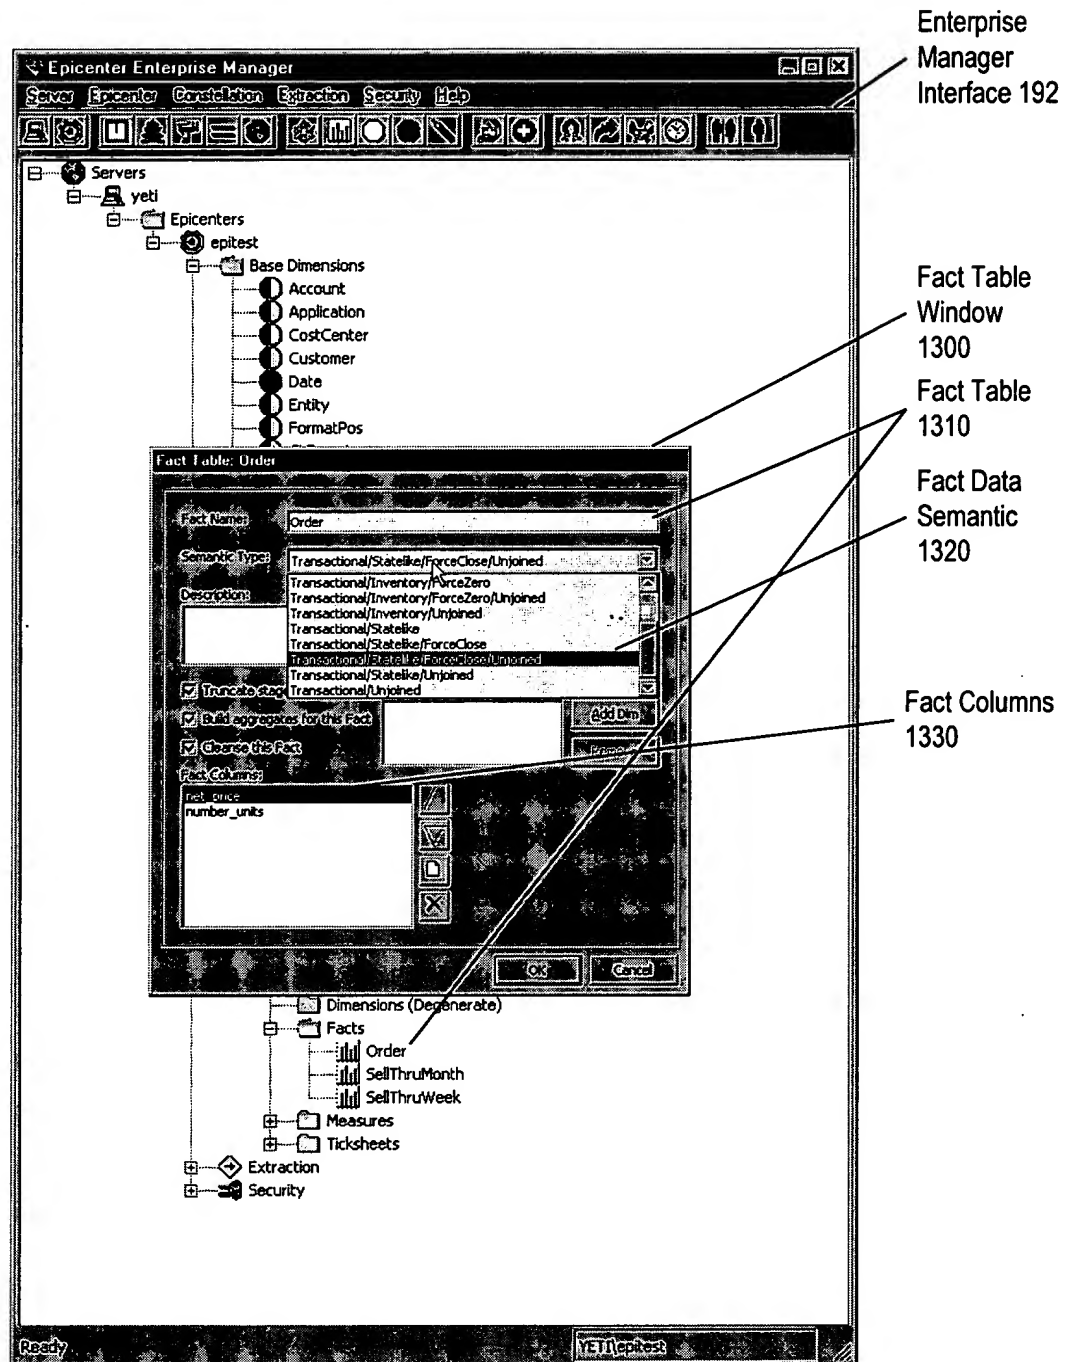 Enterprise
Manager
Interface 192
Epicenter Enterprise Manager
Server Epicenter Constellation Extraction Security Help
Servers
yeti
Epicenters
epitest
Base Dimensions
Account
Application
CostCenter
Customer
Date
Entity
FormatPos
Fact Table
Window
1300
Fact Table
1310
Fact Data
Semantic
1320
Fact Columns
1330
Fact Table: Order
Fact Name: Order
Semantic Type: Transactional/Statelike/ForceClose/Unjoined
Transactional/Inventory/ForceZero
Transactional/Inventory/ForceZero/Unjoined
Description:
Transactional/Inventory/Unjoined
Transactional/Statelike
Transactional/Statelike/ForceClose
Transactional/Statelike/ForceClose/Unjoined
Transactional/Statelike/Unjoined
Truncate stag Transactional/Unjoined
Build aggregates for this Fact
Add Dim
Cleanse this Fact
Fact Columns:
net_price
number_units
OK Cancel
Dimensions (Degenerate)
Facts
Order
SellThruMonth
SellThruWeek
Measures
Ticksheets
Extraction
Security
Ready YETI\epitest